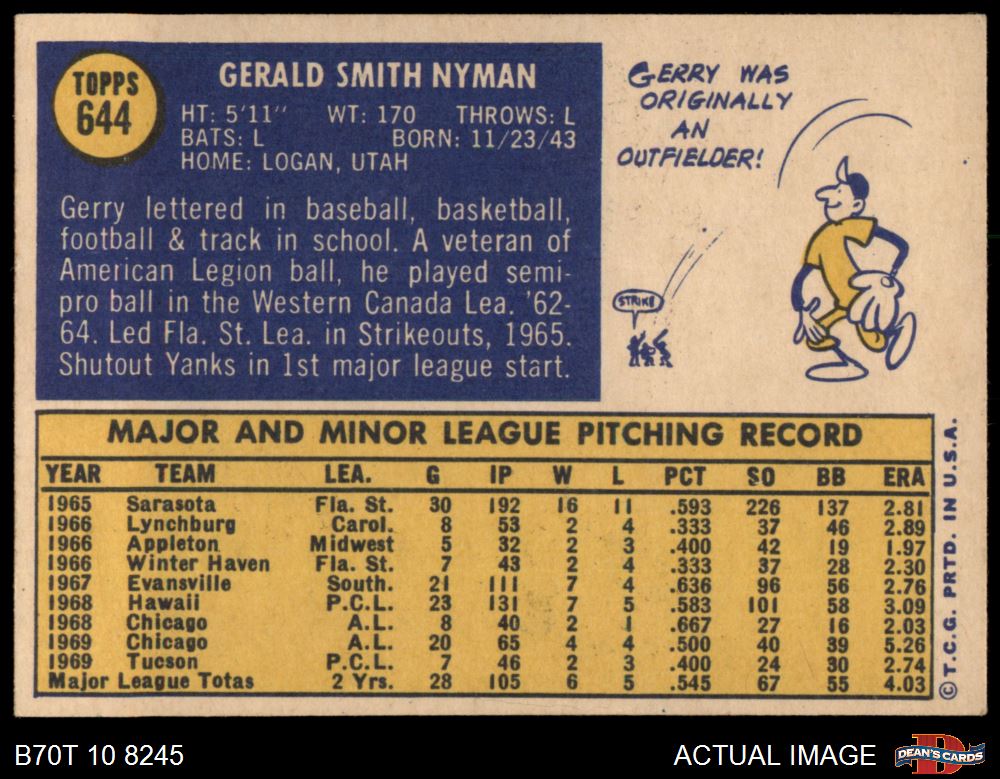 TOPPS
644
GERALD SMITH NYMAN
HT: 5'11" WT: 170 THROWS: L
BATS: L BORN: 11/23/43
HOME: LOGAN, UTAH
Gerry lettered in baseball, basketball,
football & track in school. A veteran of
American Legion ball, he played semi-
pro ball in the Western Canada Lea. '62-
64. Led Fla. St. Lea. in Strikeouts, 1965.
Shutout Yanks in 1st major league start.
GERRY WAS
ORIGINALLY
AN
OUTFIELDER!
STRIKE
MAJOR AND MINOR LEAGUE PITCHING RECORD
YEAR TEAM LEA. G IP W L PCT SO BB ERA
1965 Sarasota Fla. St. 30 192 16 11 .593 226 137 2.81
1966 Lynchburg Carol. 8 53 2 4 .333 37 46 2.89
1966 Appleton Midwest 5 32 2 3 .400 42 19 1.97
1966 Winter Haven Fla. St. 7 43 2 4 .333 37 28 2.30
1967 Evansville South. 21 111 7 4 .636 96 56 2.76
1968 Hawaii P.C.L. 23 131 7 5 .583 101 58 3.09
1968 Chicago A.L. 8 40 2 1 .667 27 16 2.03
1969 Chicago A.L. 20 65 4 4 .500 40 39 5.26
1969 Tucson P.C.L. 7 46 2 3 .400 24 30 2.74
Major League Totas 2 Yrs. 28 105 6 5 .545 67 55 4.03
© T.C.G. PRTD. IN U.S.A.
B70T 10 8245
ACTUAL IMAGE
DEAN'S CARDS